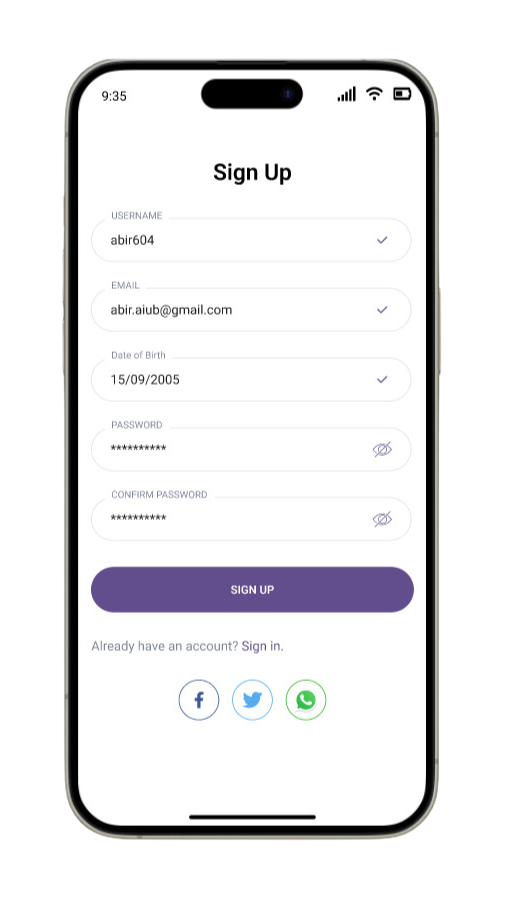 9:35
Sign Up
USERNAME
abir604
EMAIL
abir.aiub@gmail.com
Date of Birth
15/09/2005
PASSWORD
**********
CONFIRM PASSWORD
**********
SIGN UP
Already have an account? Sign in.